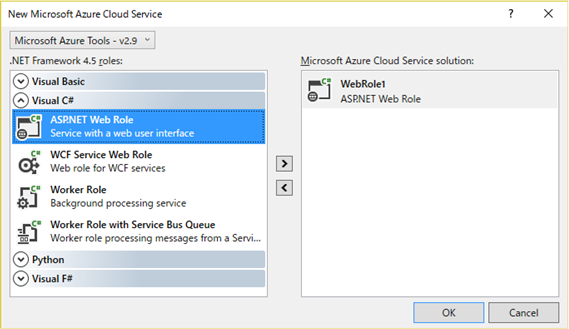 New Microsoft Azure Cloud Service
Microsoft Azure Tools - v2.9
.NET Framework 4.5 roles:
Microsoft Azure Cloud Service solution:
Visual Basic
Visual C#
C#
ASP.NET Web Role
Service with a web user interface
C#
WCF Service Web Role
Web role for WCF services
C#
Worker Role
Background processing service
C#
Worker Role with Service Bus Queue
Worker role processing messages from a Servi...
Python
Visual F#
C#
WebRole1
ASP.NET Web Role
OK
Cancel